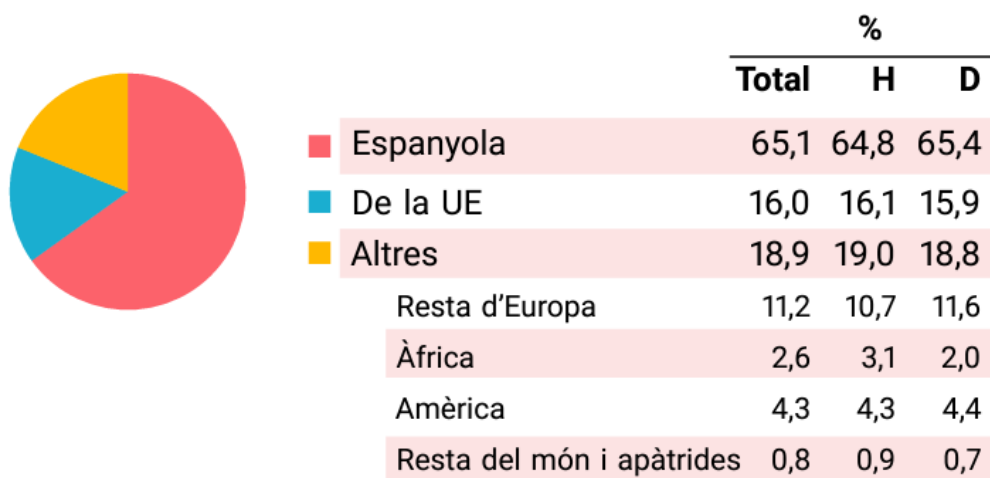 %
Total H D
Espanyola 65,1 64,8 65,4
De la UE 16,0 16,1 15,9
Altres 18,9 19,0 18,8
Resta d’Europa 11,2 10,7 11,6
Àfrica 2,6 3,1 2,0
Amèrica 4,3 4,3 4,4
Resta del món i apàtrides 0,8 0,9 0,7